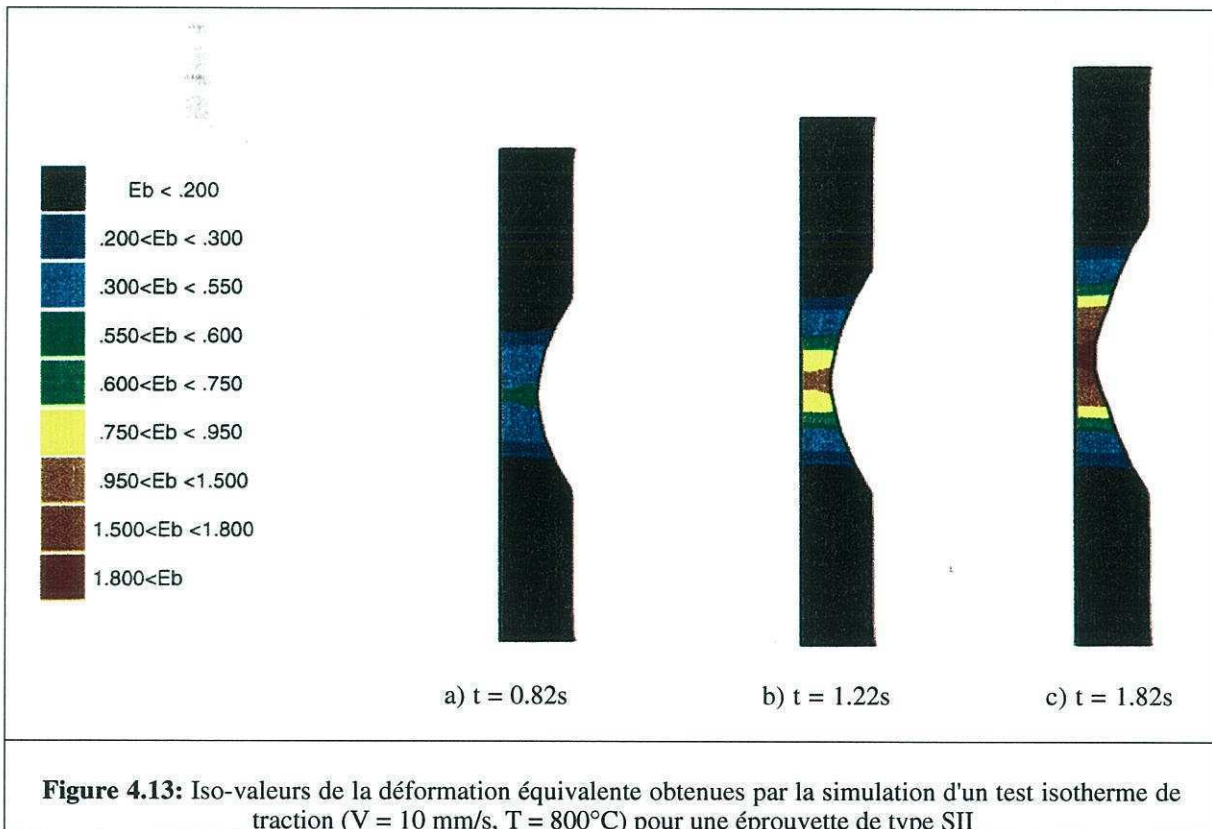 Eb < .200
.200<Eb < .300
.300<Eb < .550
.550<Eb < .600
.600<Eb < .750
.750<Eb < .950
.950<Eb <1.500
1.500<Eb <1.800
1.800<Eb
a) t = 0.82s
b) t = 1.22s
c) t = 1.82s
Figure 4.13: Iso-valeurs de la déformation équivalente obtenues par la simulation d'un test isotherme de
traction (V = 10 mm/s, T = 800°C) pour une éprouvette de type SII